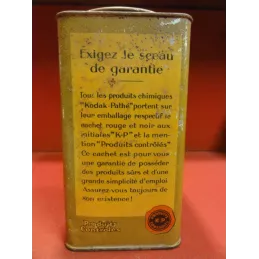 Exigez le sceau
de garantie
Tous les produits chimiques
"Kodak-Pathé" portent sur
leur emballage respectif le
cachet rouge et noir aux
initiales "K-P" et la men-
tion "Produits contrôlés"
Ce cachet est pour vous
une garantie de posséder
des produits sûrs et d'une
grande simplicité d'emploi
Assurez-vous toujours de
son existence!
Produits
Contrôlés